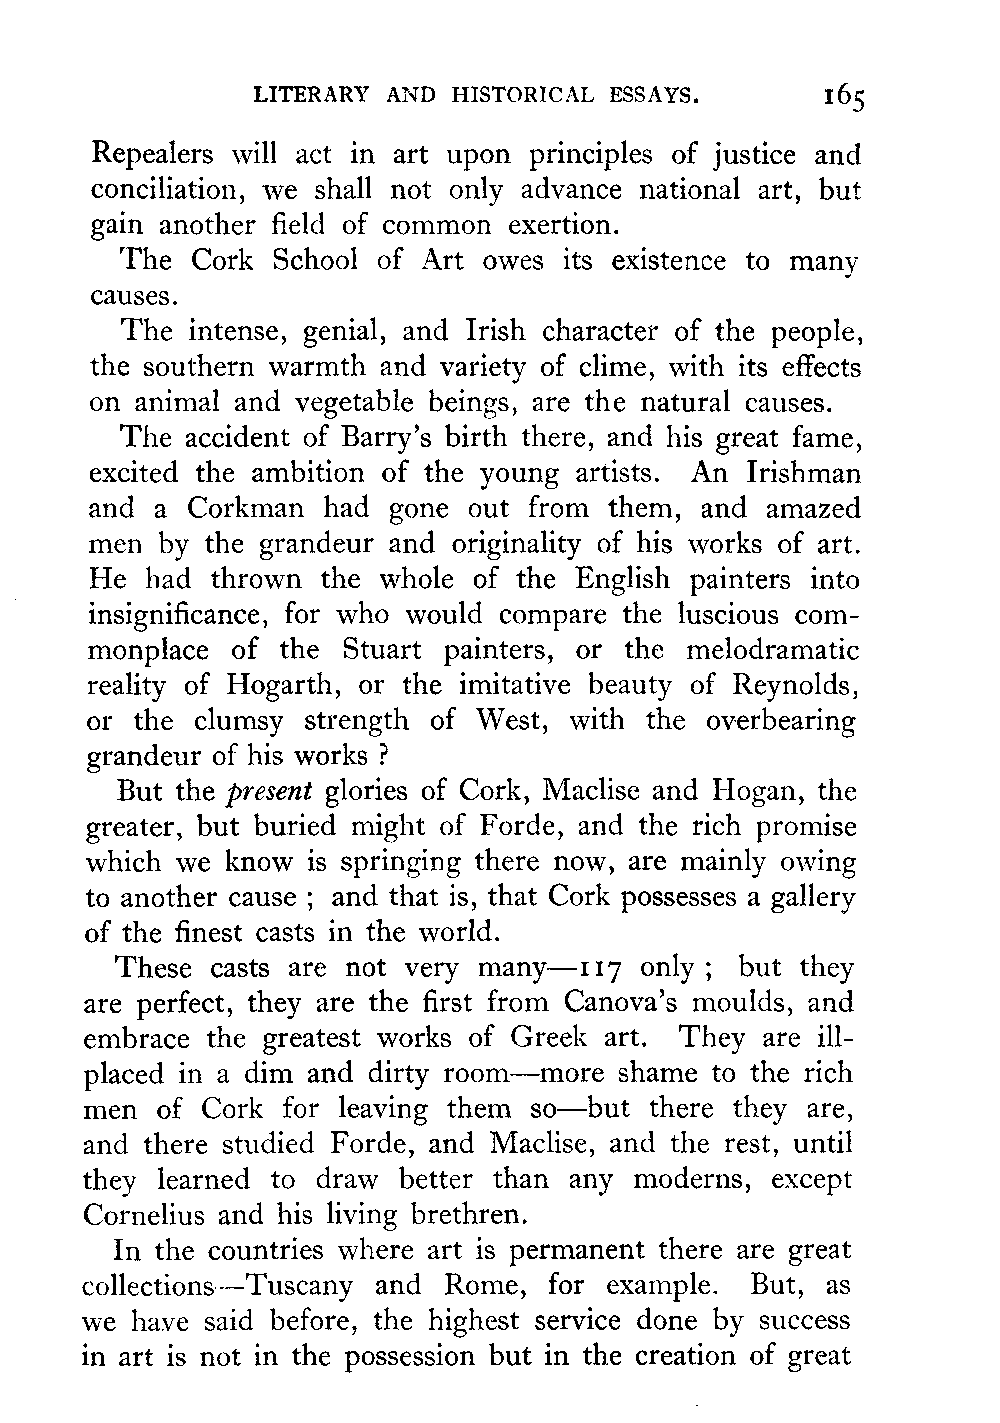 LITERARY AND HISTORICAL ESSAYS. 165
Repealers will act in art upon principles of justice and
conciliation, we shall not only advance national art, but
gain another field of common exertion.
The Cork School of Art owes its existence to many
causes.
The intense, genial, and Irish character of the people,
the southern warmth and variety of clime, with its effects
on animal and vegetable beings, are the natural causes.
The accident of Barry's birth there, and his great fame,
excited the ambition of the young artists. An Irishman
and a Corkman had gone out from them, and amazed
men by the grandeur and originality of his works of art.
He had thrown the whole of the English painters into
insignificance, for who would compare the luscious com-
monplace of the Stuart painters, or the melodramatic
reality of Hogarth, or the imitative beauty of Reynolds,
or the clumsy strength of West, with the overbearing
grandeur of his works ?
But the present glories of Cork, Maclise and Hogan, the
greater, but buried might of Forde, and the rich promise
which we know is springing there now, are mainly owing
to another cause ; and that is, that Cork possesses a gallery
of the finest casts in the world.
These casts are not very many—117 only ; but they
are perfect, they are the first from Canova's moulds, and
embrace the greatest works of Greek art. They are ill-
placed in a dim and dirty room—more shame to the rich
men of Cork for leaving them so—but there they are,
and there studied Forde, and Maclise, and the rest, until
they learned to draw better than any moderns, except
Cornelius and his living brethren.
In the countries where art is permanent there are great
collections—Tuscany and Rome, for example. But, as
we have said before, the highest service done by success
in art is not in the possession but in the creation of great